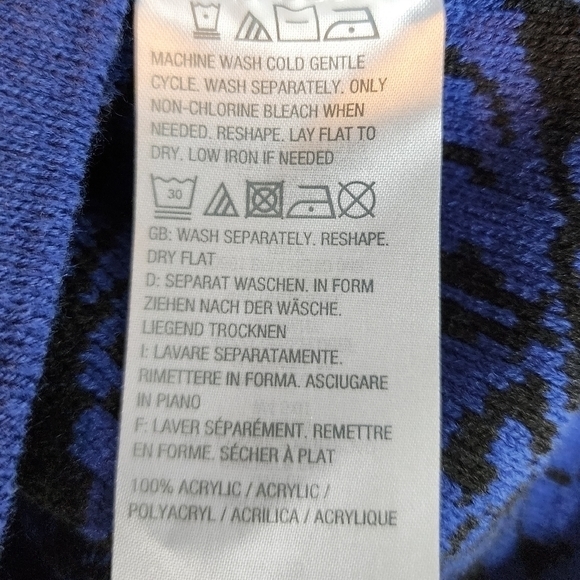 MACHINE WASH COLD GENTLE
CYCLE. WASH SEPARATELY. ONLY
NON-CHLORINE BLEACH WHEN
NEEDED. RESHAPE. LAY FLAT TO
DRY. LOW IRON IF NEEDED
30
GB: WASH SEPARATELY. RESHAPE.
DRY FLAT
D: SEPARAT WASCHEN. IN FORM
ZIEHEN NACH DER WÄSCHE.
LIEGEND TROCKNEN
I: LAVARE SEPARATAMENTE.
RIMETTERE IN FORMA. ASCIUGARE
IN PIANO
F: LAVER SÉPARÉMENT. REMETTRE
EN FORME. SÉCHER À PLAT
100% ACRYLIC / ACRYLIC /
POLYACRYL / ACRILICA / ACRYLIQUE